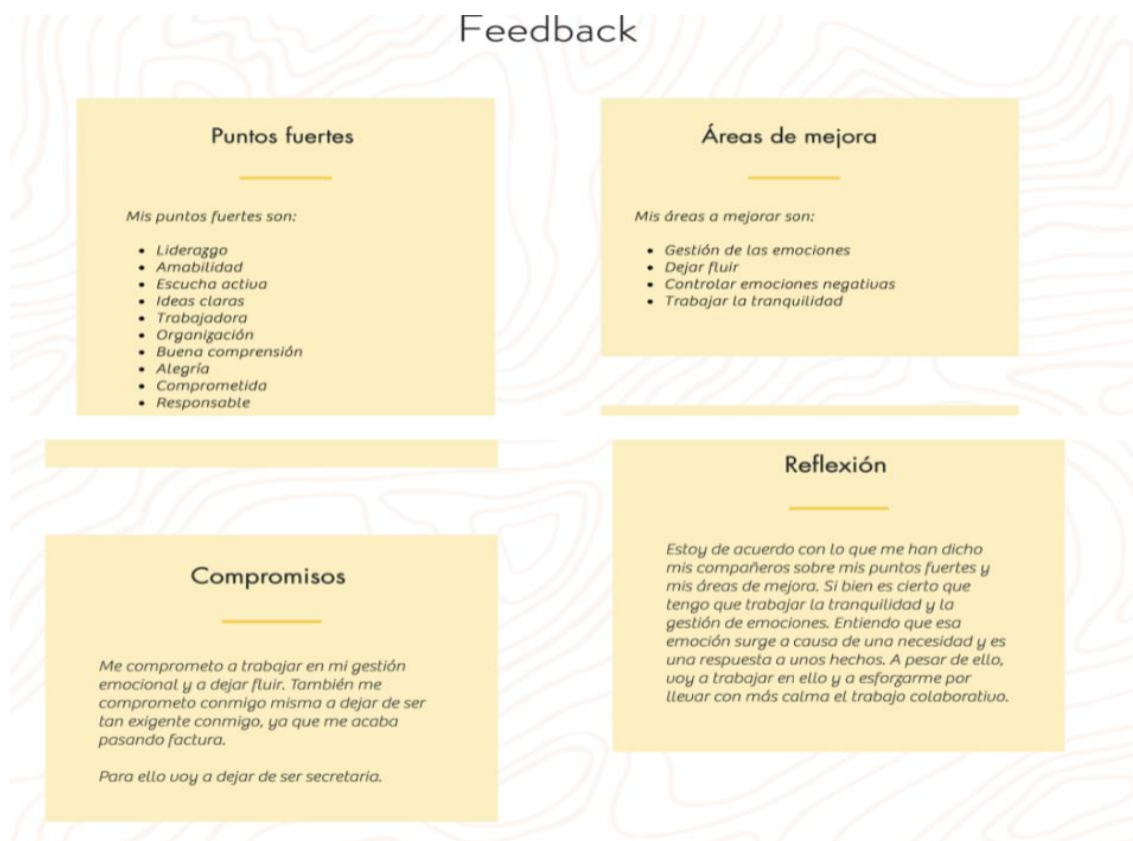 Feedback
Puntos fuertes
Mis puntos fuertes son:
• Liderazgo
• Amabilidad
• Escucha activa
• Ideas claras
• Trabajadora
• Organización
• Buena comprensión
• Alegría
• Comprometida
• Responsable
Áreas de mejora
Mis áreas a mejorar son:
• Gestión de las emociones
• Dejar fluir
• Controlar emociones negativas
• Trabajar la tranquilidad
Compromisos
Me comprometo a trabajar en mi gestión
emocional y a dejar fluir. También me
comprometo conmigo misma a dejar de ser
tan exigente conmigo, ya que me acaba
pasando factura.
Para ello voy a dejar de ser secretaria.
Reflexión
Estoy de acuerdo con lo que me han dicho
mis compañeros sobre mis puntos fuertes y
mis áreas de mejora. Si bien es cierto que
tengo que trabajar la tranquilidad y la
gestión de emociones. Entiendo que esa
emoción surge a causa de una necesidad y es
una respuesta a unos hechos. A pesar de ello,
voy a trabajar en ello y a esforzarme por
llevar con más calma el trabajo colaborativo.